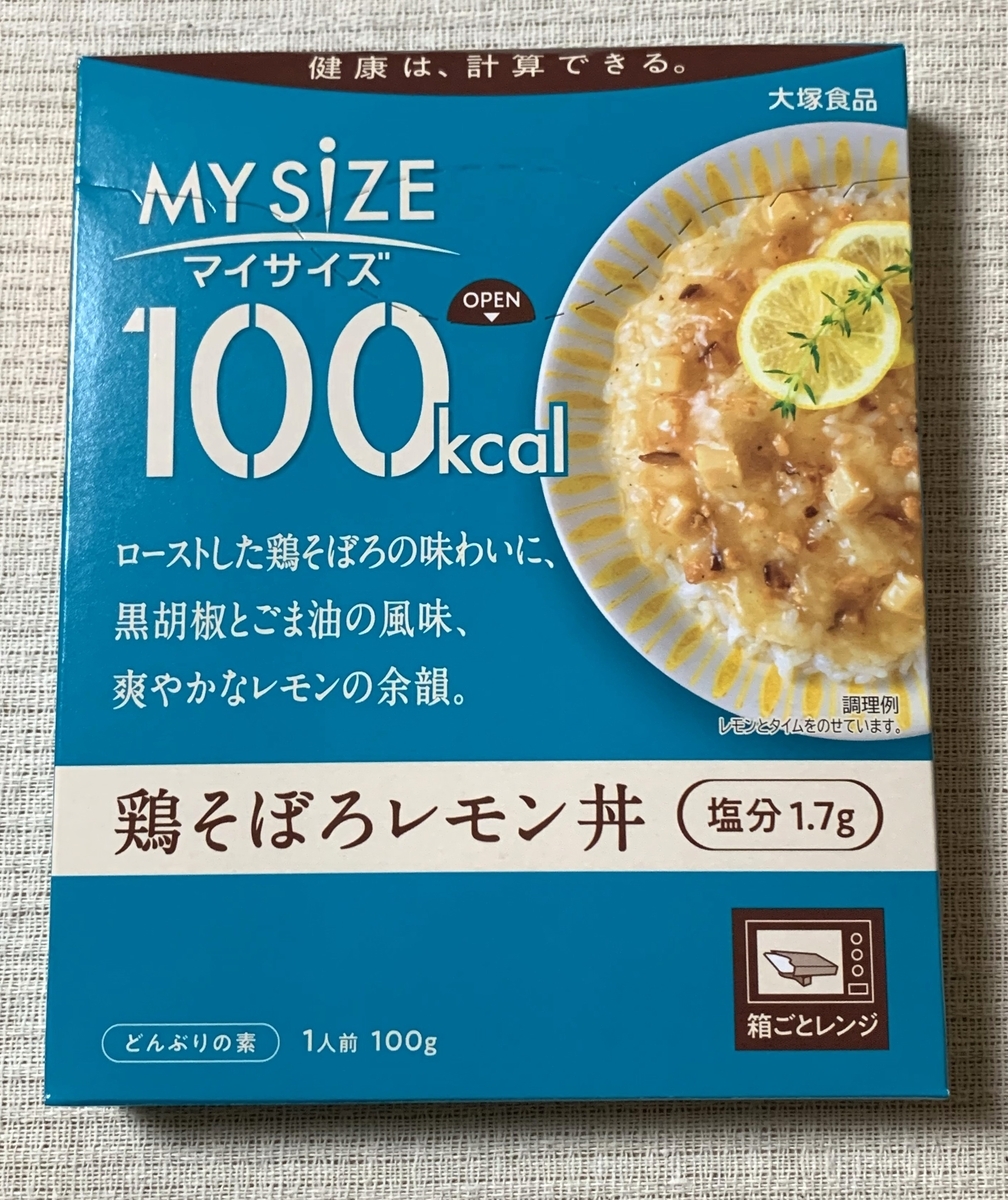 健康は、計算できる。
大塚食品
MY SiZE
マイサイズ
OPEN
100kcal
ローストした鶏そぼろの味わいに、
黒胡椒とごま油の風味、
爽やかなレモンの余韻。
調理例
レモンとタイムをのせています。
鶏そぼろレモン丼 塩分1.7g
箱ごとレンジ
どんぶりの素 1人前 100g